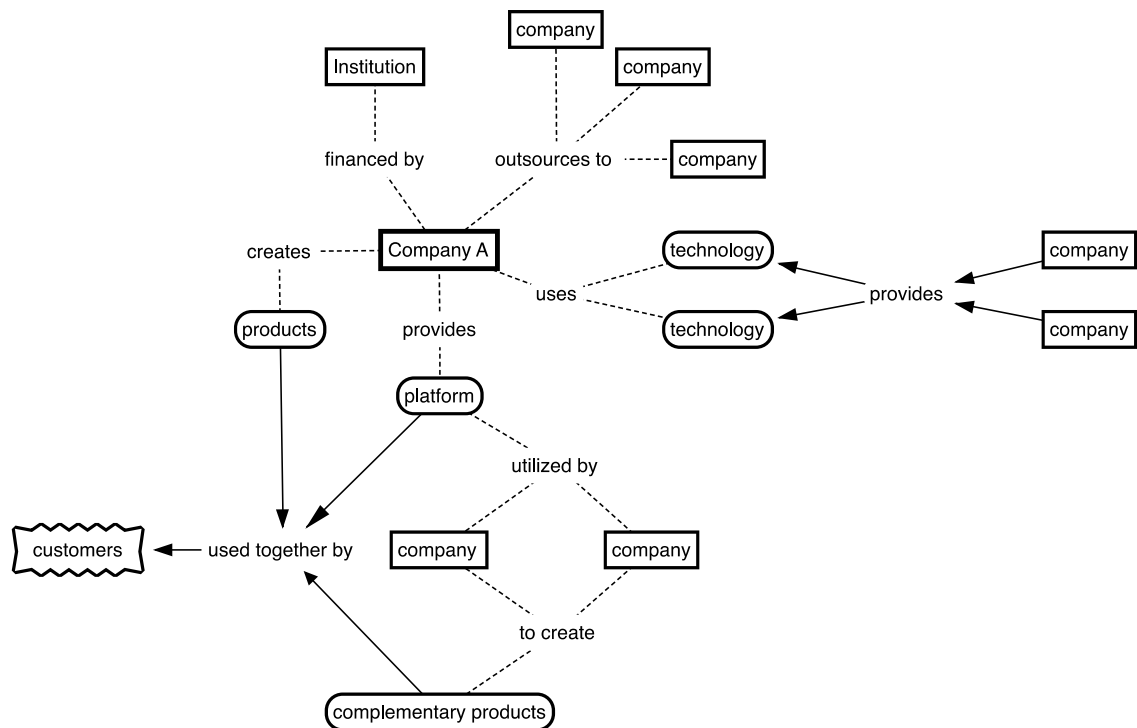 company
Institution
company
financed by
outsources to
company
creates
Company A
technology
company
uses
provides
products
provides
technology
company
platform
utilized by
customers
used together by
company
company
to create
complementary products